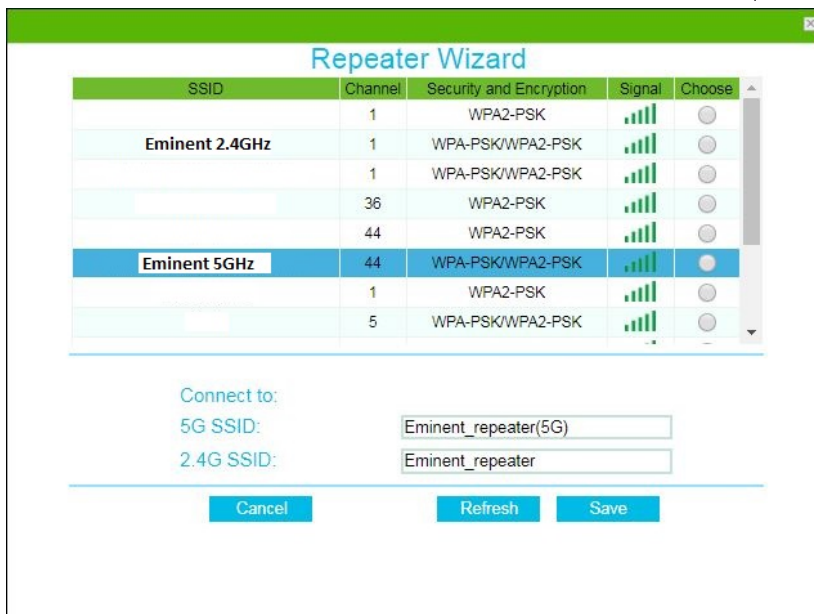 Repeater Wizard
SSID Channel Security and Encryption Signal Choose
1 WPA2-PSK
Eminent 2.4GHz 1 WPA-PSK/WPA2-PSK
1 WPA-PSK/WPA2-PSK
36 WPA2-PSK
44 WPA2-PSK
Eminent 5GHz 44 WPA-PSK/WPA2-PSK
1 WPA2-PSK
5 WPA-PSK/WPA2-PSK
Connect to:
5G SSID: Eminent_repeater(5G)
2.4G SSID: Eminent_repeater
Cancel Refresh Save